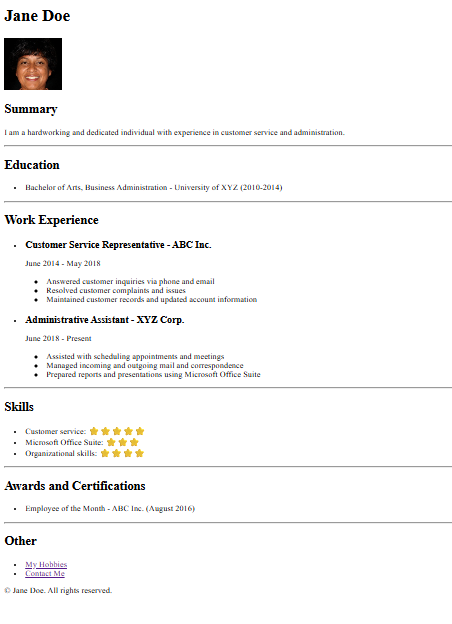 Jane Doe
Summary
I am a hardworking and dedicated individual with experience in customer service and administration.
Education
Bachelor of Arts, Business Administration - University of XYZ (2010-2014)
Work Experience
Customer Service Representative - ABC Inc.
June 2014 - May 2018
Answered customer inquiries via phone and email
Resolved customer complaints and issues
Maintained customer records and updated account information
Administrative Assistant - XYZ Corp.
June 2018 - Present
Assisted with scheduling appointments and meetings
Managed incoming and outgoing mail and correspondence
Prepared reports and presentations using Microsoft Office Suite
Skills
Customer service:
Microsoft Office Suite:
Organizational skills:
Awards and Certifications
Employee of the Month - ABC Inc. (August 2016)
Other
My Hobbies
Contact Me
© Jane Doe. All rights reserved.